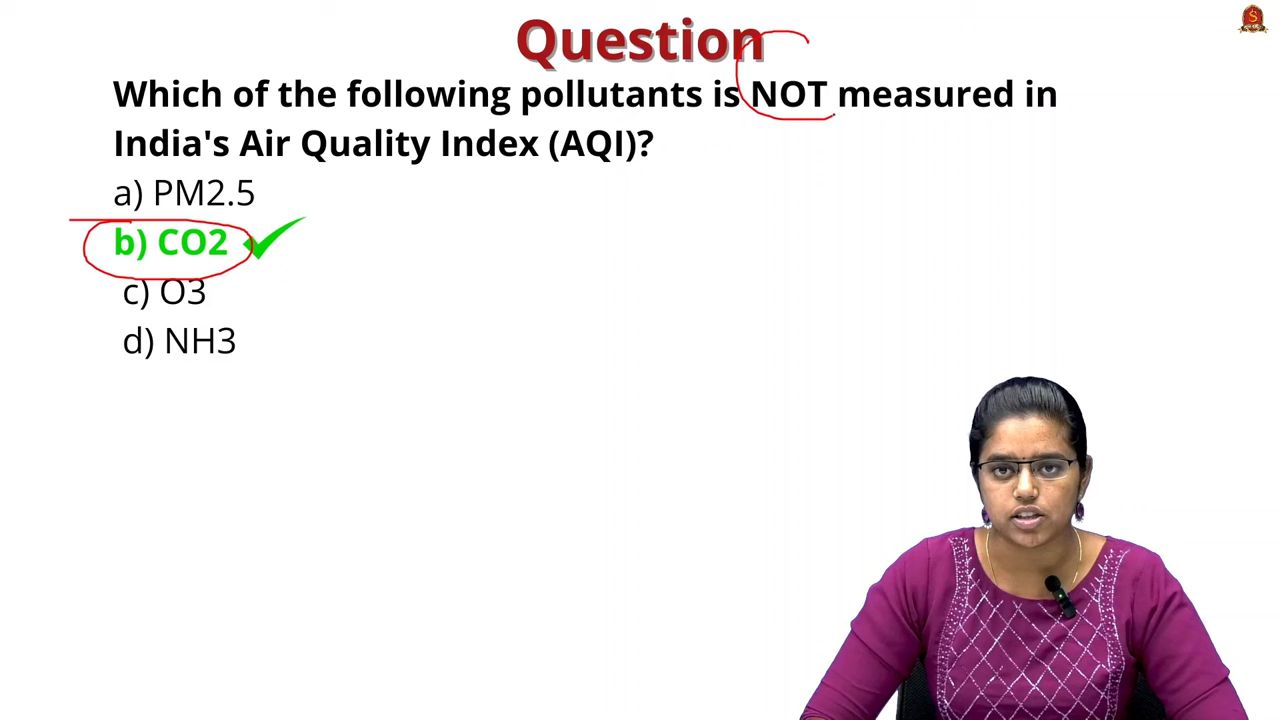 Question
Which of the following pollutants is NOT measured in
India's Air Quality Index (AQI)?
a) PM2.5
b) CO2
c) O3
d) NH3